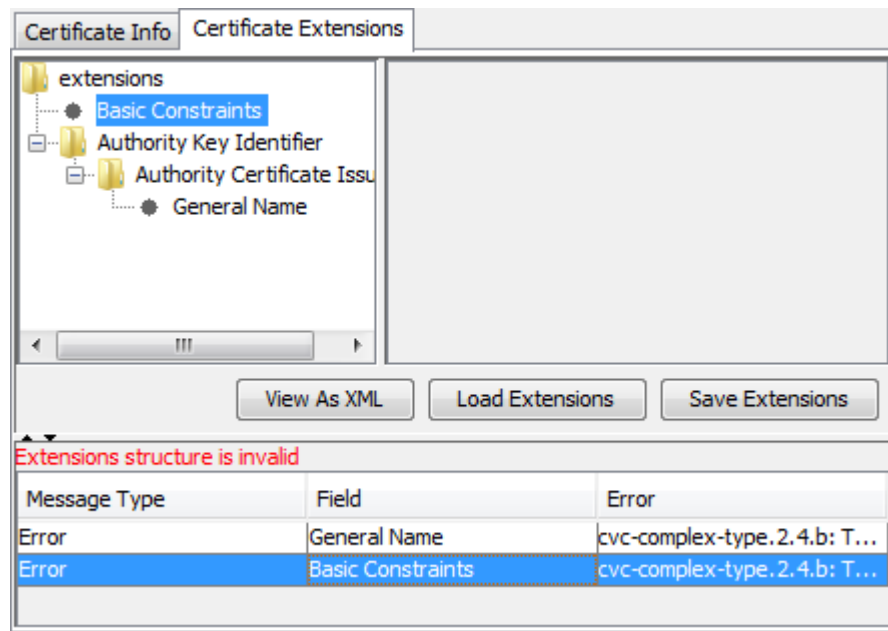 Certificate Info Certificate Extensions
extensions
Basic Constraints
Authority Key Identifier
Authority Certificate Issu
General Name
View As XML Load Extensions Save Extensions
Extensions structure is invalid
Message Type Field Error
Error General Name cvc-complex-type.2.4.b: T...
Error Basic Constraints cvc-complex-type.2.4.b: T...